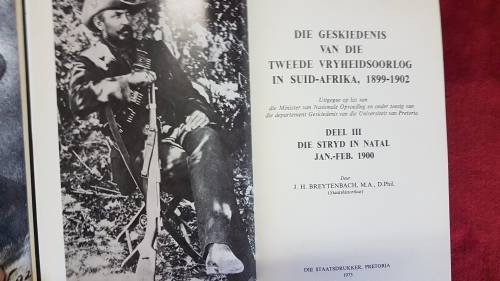 DIE GESKIEDENIS
VAN DIE
TWEEDE VRYHEIDSOORLOG
IN SUID-AFRIKA, 1899-1902
Uitgegee op las van
die Minister van Nasionale Opvoeding en onder toesig van
die departement Geskiedenis van die Universiteit van Pretoria
DEEL III
DIE STRYD IN NATAL
JAN.-FEB. 1900
Deur
J. H. BREYTENBACH, M.A., D.Phil.
(Staatshistorikus)
DIE STAATSDRUKKER, PRETORIA
1973